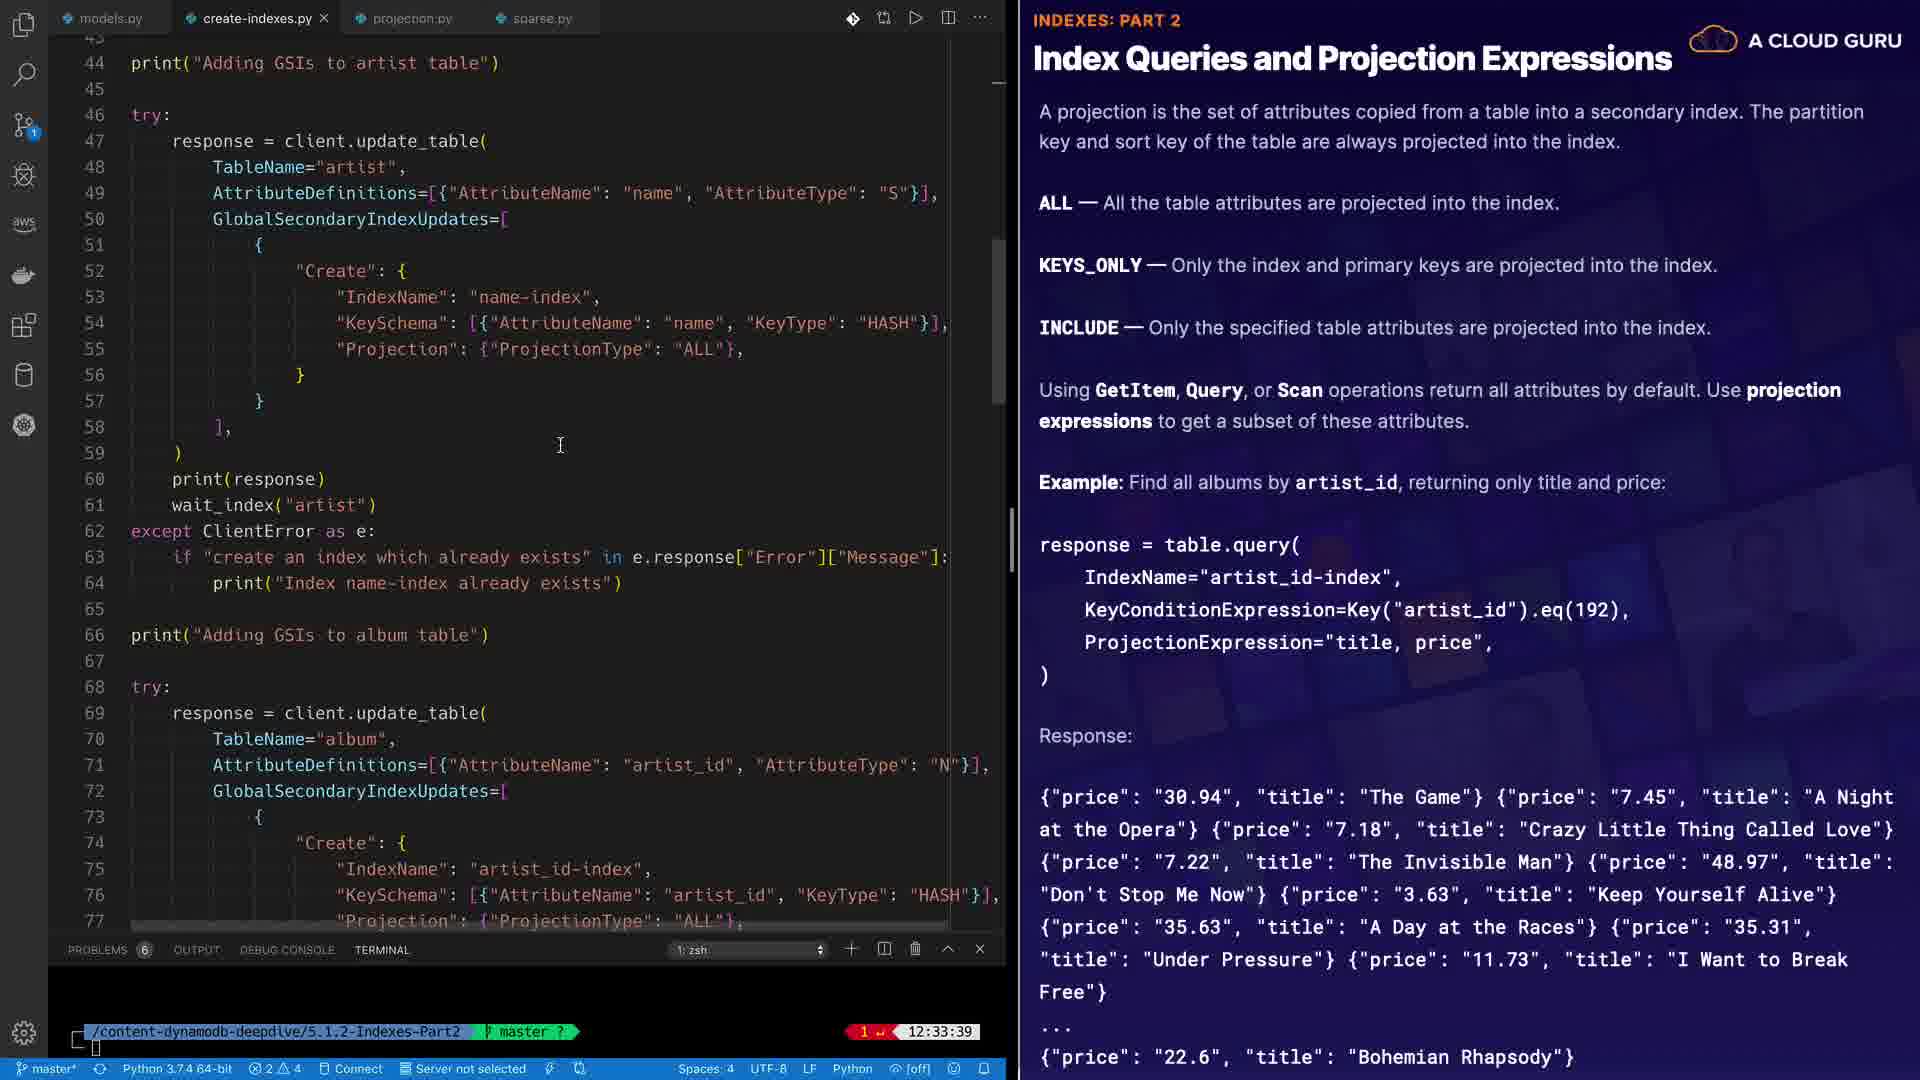 models.py create-indexes.py projection.py sparse.py
43
44 print("Adding GSIs to artist table")
45
46 try:
47 response = client.update_table(
48 TableName="artist",
49 AttributeDefinitions=[{"AttributeName": "name", "AttributeType": "S"}],
50 GlobalSecondaryIndexUpdates=[
51 {
52 "Create": {
53 "IndexName": "name-index",
54 "KeySchema": [{"AttributeName": "name", "KeyType": "HASH"}],
55 "Projection": {"ProjectionType": "ALL"},
56 }
57 }
58 ],
59 )
60 print(response)
61 wait_index("artist")
62 except ClientError as e:
63 if "create an index which already exists" in e.response["Error"]["Message"]:
64 print("Index name-index already exists")
65
66 print("Adding GSIs to album table")
67
68 try:
69 response = client.update_table(
70 TableName="album",
71 AttributeDefinitions=[{"AttributeName": "artist_id", "AttributeType": "N"}],
72 GlobalSecondaryIndexUpdates=[
73 {
74 "Create": {
75 "IndexName": "artist_id-index",
76 "KeySchema": [{"AttributeName": "artist_id", "KeyType": "HASH"}],
77 "Projection": {"ProjectionType": "ALL"},
aws
1
PROBLEMS 6 OUTPUT DEBUG CONSOLE TERMINAL 1: zsh
/content-dynamodb-deepdive/5.1.2-Indexes-Part2 master ? 1 ↵ 12:33:39
master* Python 3.7.4 64-bit 2 4 Connect Server not selected Spaces: 4 UTF-8 LF Python [off]
INDEXES: PART 2
Index Queries and Projection Expressions
A CLOUD GURU
A projection is the set of attributes copied from a table into a secondary index. The partition
key and sort key of the table are always projected into the index.
ALL — All the table attributes are projected into the index.
KEYS_ONLY — Only the index and primary keys are projected into the index.
INCLUDE — Only the specified table attributes are projected into the index.
Using GetItem, Query, or Scan operations return all attributes by default. Use projection
expressions to get a subset of these attributes.
Example: Find all albums by artist_id, returning only title and price:
response = table.query(
IndexName="artist_id-index",
KeyConditionExpression=Key("artist_id").eq(192),
ProjectionExpression="title, price",
)
Response:
{"price": "30.94", "title": "The Game"} {"price": "7.45", "title": "A Night
at the Opera"} {"price": "7.18", "title": "Crazy Little Thing Called Love"}
{"price": "7.22", "title": "The Invisible Man"} {"price": "48.97", "title":
"Don't Stop Me Now"} {"price": "3.63", "title": "Keep Yourself Alive"}
{"price": "35.63", "title": "A Day at the Races"} {"price": "35.31",
"title": "Under Pressure"} {"price": "11.73", "title": "I Want to Break
Free"}
...
{"price": "22.6", "title": "Bohemian Rhapsody"}